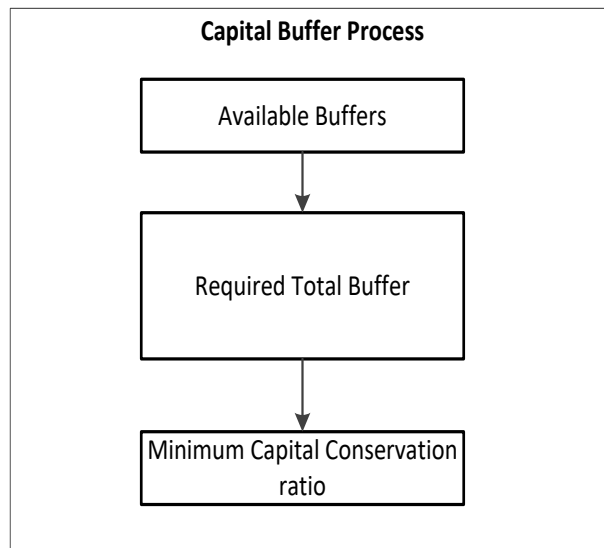 Capital Buffer Process
Available Buffers
Required Total Buffer
Minimum Capital Conservation
ratio